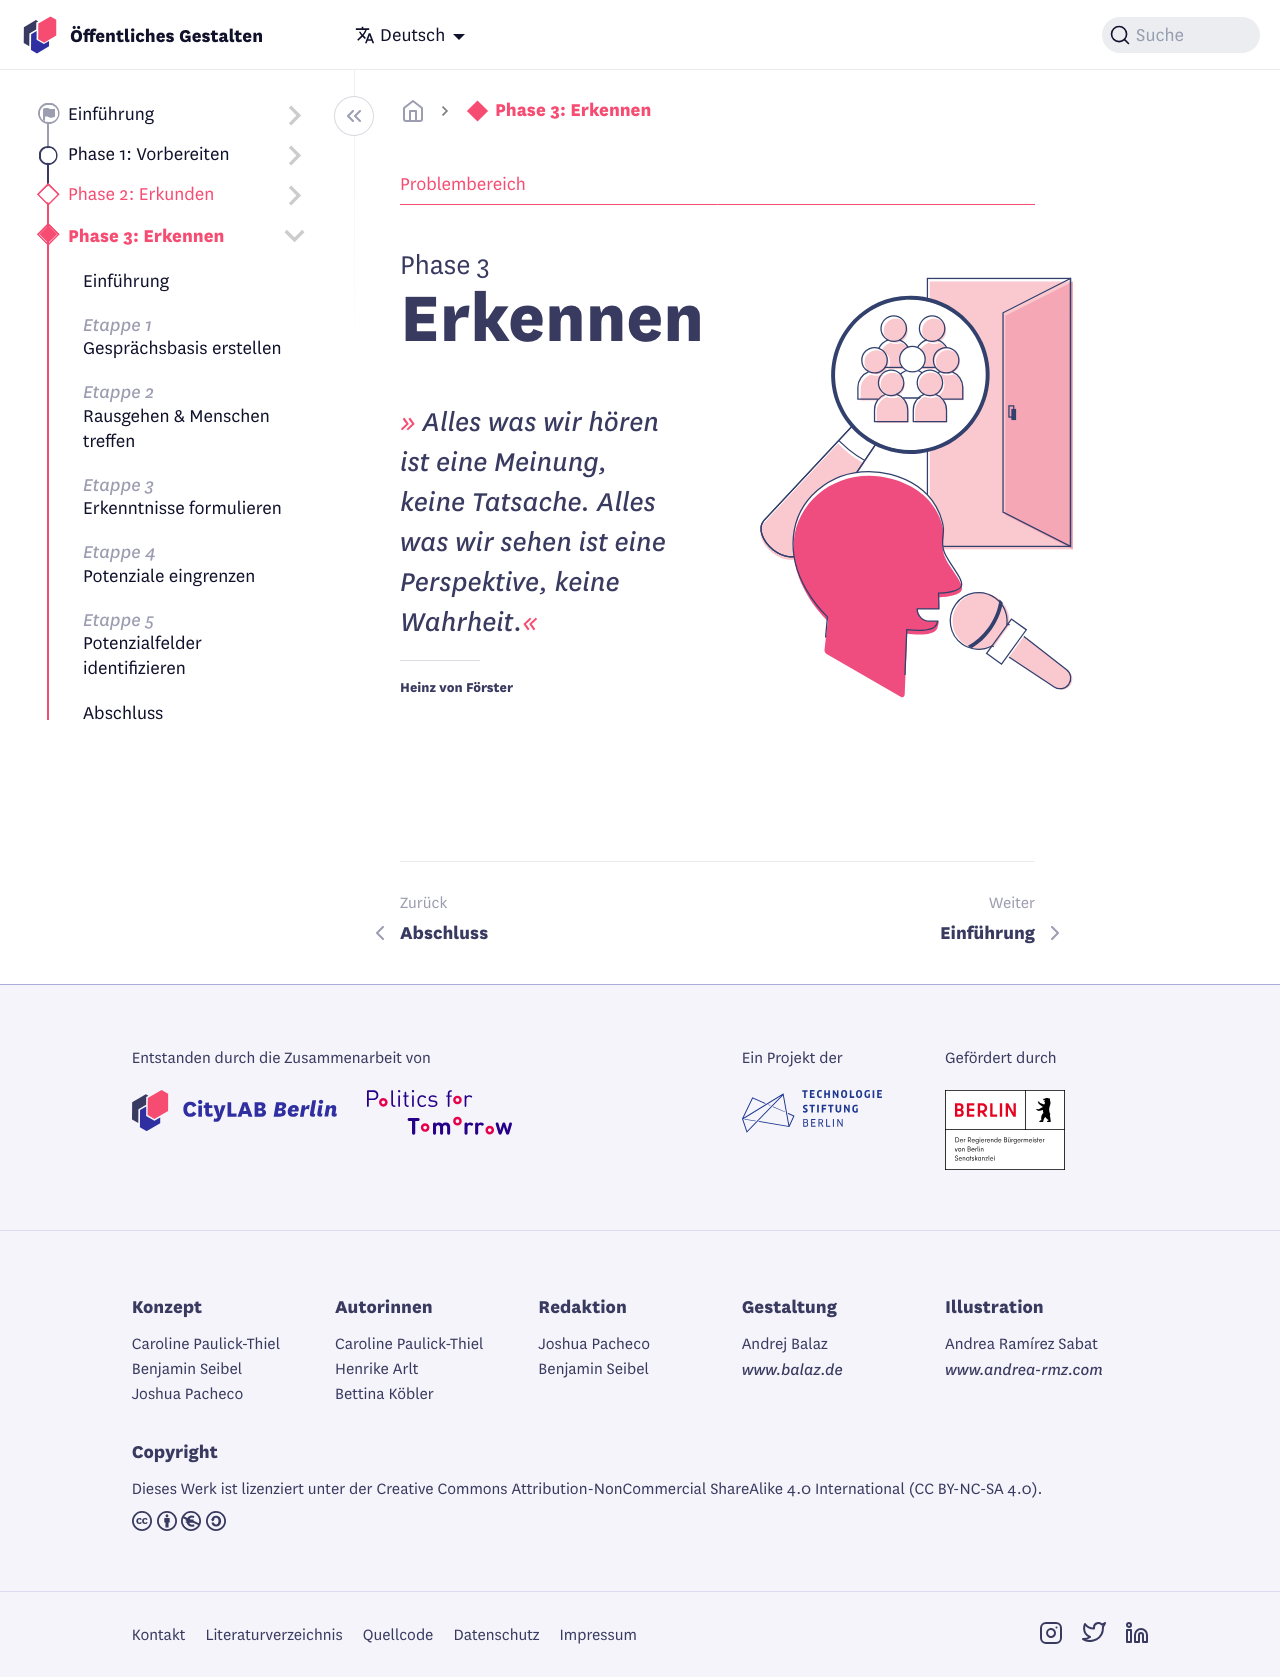 Öffentliches Gestalten
Deutsch
Suche
Einführung
Phase 1: Vorbereiten
Phase 2: Erkunden
Phase 3: Erkennen
Einführung
Etappe 1
Gesprächsbasis erstellen
Etappe 2
Rausgehen & Menschen
treffen
Etappe 3
Erkenntnisse formulieren
Etappe 4
Potenziale eingrenzen
Etappe 5
Potenzialfelder
identifizieren
Abschluss
Phase 3: Erkennen
Problembereich
Phase 3
Erkennen
» Alles was wir hören
ist eine Meinung,
keine Tatsache. Alles
was wir sehen ist eine
Perspektive, keine
Wahrheit.«
Heinz von Förster
Zurück
Abschluss
Weiter
Einführung
Entstanden durch die Zusammenarbeit von
CityLAB Berlin
Politics for
Tomorrow
Ein Projekt der
TECHNOLOGIE
STIFTUNG
BERLIN
Gefördert durch
BERLIN
Der Regierende Bürgermeister
von Berlin
Senatskanzlei
Konzept
Caroline Paulick-Thiel
Benjamin Seibel
Joshua Pacheco
Autorinnen
Caroline Paulick-Thiel
Henrike Arlt
Bettina Köbler
Redaktion
Joshua Pacheco
Benjamin Seibel
Gestaltung
Andrej Balaz
www.balaz.de
Illustration
Andrea Ramírez Sabat
www.andrea-rmz.com
Copyright
Dieses Werk ist lizenziert unter der Creative Commons Attribution-NonCommercial ShareAlike 4.0 International (CC BY-NC-SA 4.0).
cc
Kontakt Literaturverzeichnis Quellcode Datenschutz Impressum